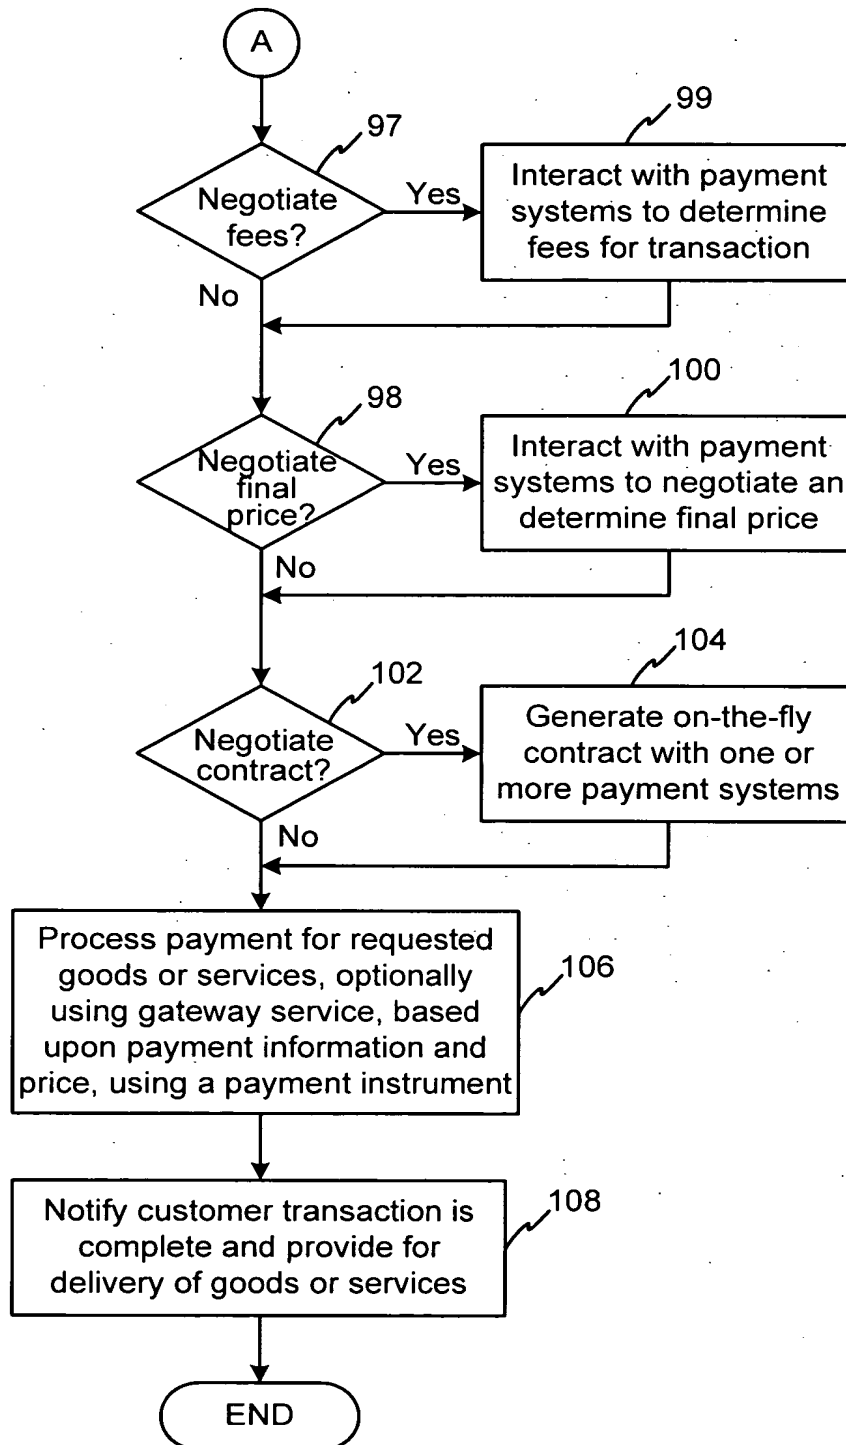 A
97
99
Negotiate
fees?
Yes
Interact with payment
systems to determine
fees for transaction
No
98
100
Negotiate
final
price?
Yes
Interact with payment
systems to negotiate an
determine final price
No
102
104
Negotiate
contract?
Yes
Generate on-the-fly
contract with one or
more payment systems
No
Process payment for requested
goods or services, optionally
using gateway service, based
upon payment information and
price, using a payment instrument
106
Notify customer transaction is
complete and provide for
delivery of goods or services
108
END